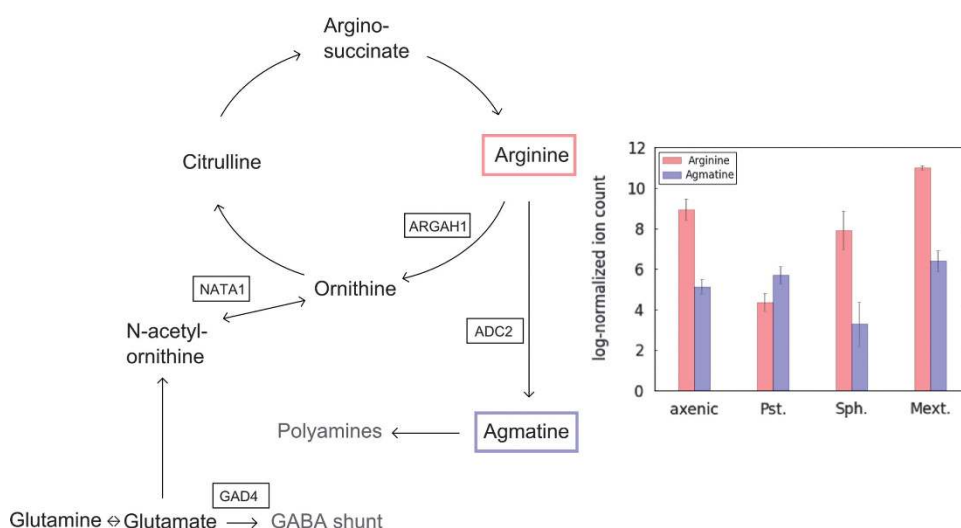 Argino-
succinate
Citrulline
Arginine
ARGAH1
Ornithine
NATA1
N-acetyl-
ornithine
ADC2
Polyamines
Agmatine
GAD4
Glutamine ⇔ Glutamate
GABA shunt
12
10
8
6
4
2
0
log-normalized ion count
Arginine
Agmatine
axenic
Pst.
Sph.
Mext.